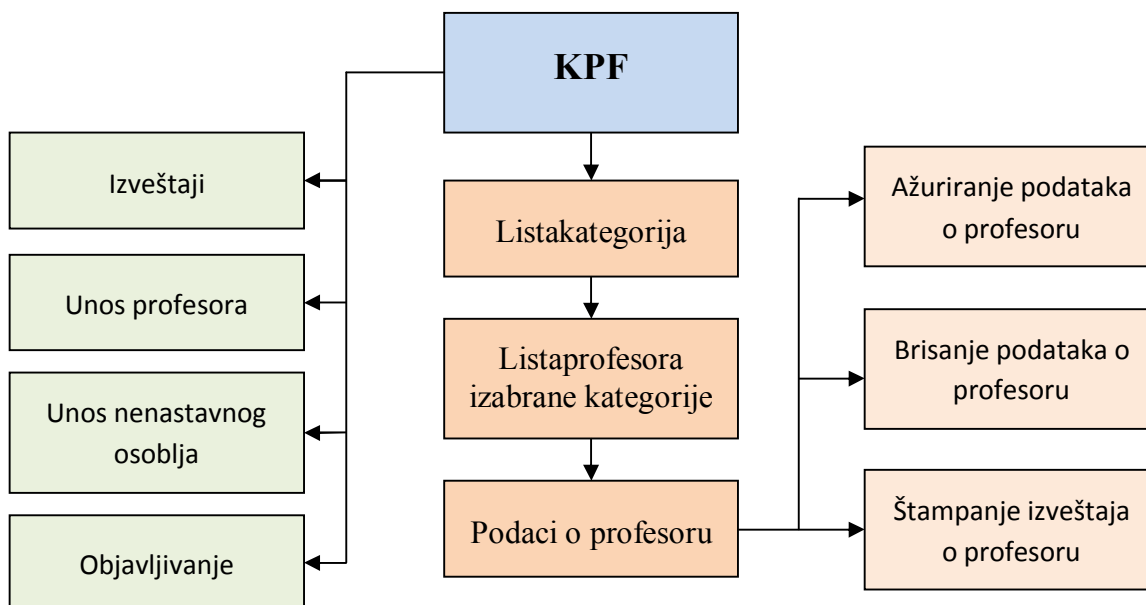 KPF
Izveštaji
Unos profesora
Unos nenastavnog
osoblja
Objavljivanje
Listakategorija
Listaprofesora
izabrane kategorije
Podaci o profesoru
Ažuriranje podataka
o profesoru
Brisanje podataka o
profesoru
Štampanje izveštaja
o profesoru